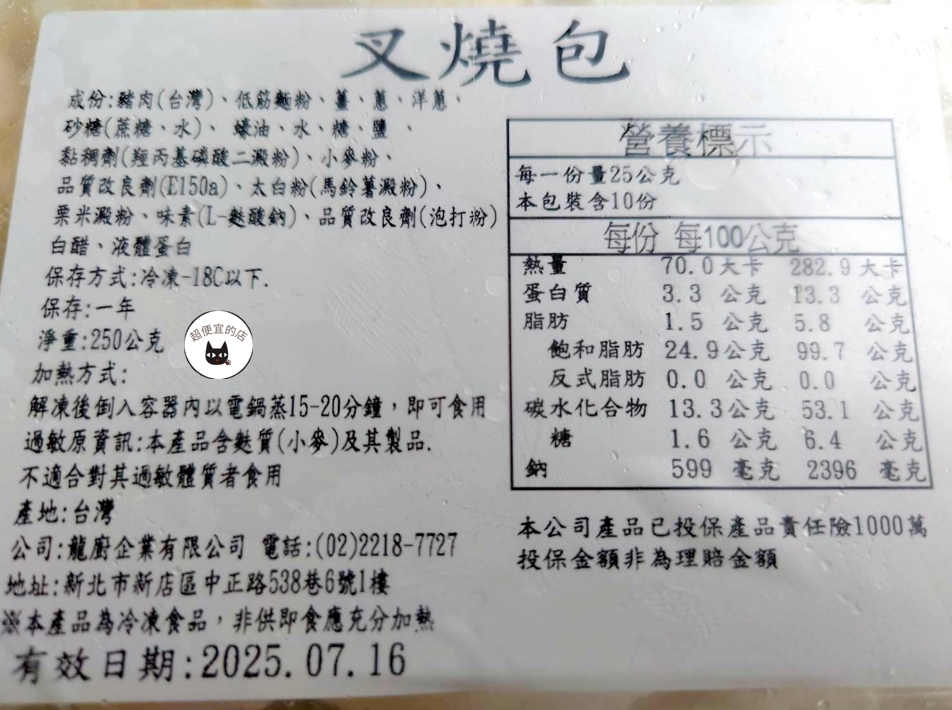 叉燒包
成份:豬肉(台灣)、低筋麵粉、薑、蔥、洋蔥、
砂糖(蔗糖、水)、蠔油、水、糖、鹽、
黏稠劑(羥丙基磷酸二澱粉)、小麥粉、
品質改良劑(E150a)、太白粉(馬鈴薯澱粉)、
栗米澱粉、味素(L-麩酸鈉)、品質改良劑(泡打粉)
白醋、液體蛋白
保存方式:冷凍-18C以下.
保存:一年
淨重:250公克
超便宜的店
加熱方式:
解凍後倒入容器內以電鍋蒸15-20分鐘，即可食用
過敏原資訊:本產品含麩質(小麥)及其製品.
不適合對其過敏體質者食用
產地:台灣
公司:龍廚企業有限公司 電話:(02)2218-7727
地址:新北市新店區中正路538巷6號1樓
※本產品為冷凍食品，非供即食應充分加熱
有效日期:2025.07.16
營養標示
每一份量25公克
本包裝含10份
每份 每100公克
熱量 70.0大卡 282.9大卡
蛋白質 3.3 公克 13.3 公克
脂肪 1.5 公克 5.8 公克
飽和脂肪 24.9公克 99.7 公克
反式脂肪 0.0 公克 0.0 公克
碳水化合物 13.3公克 53.1 公克
糖 1.6 公克 6.4 公克
鈉 599 毫克 2396 毫克
本公司產品已投保產品責任險1000萬
投保金額非為理賠金額